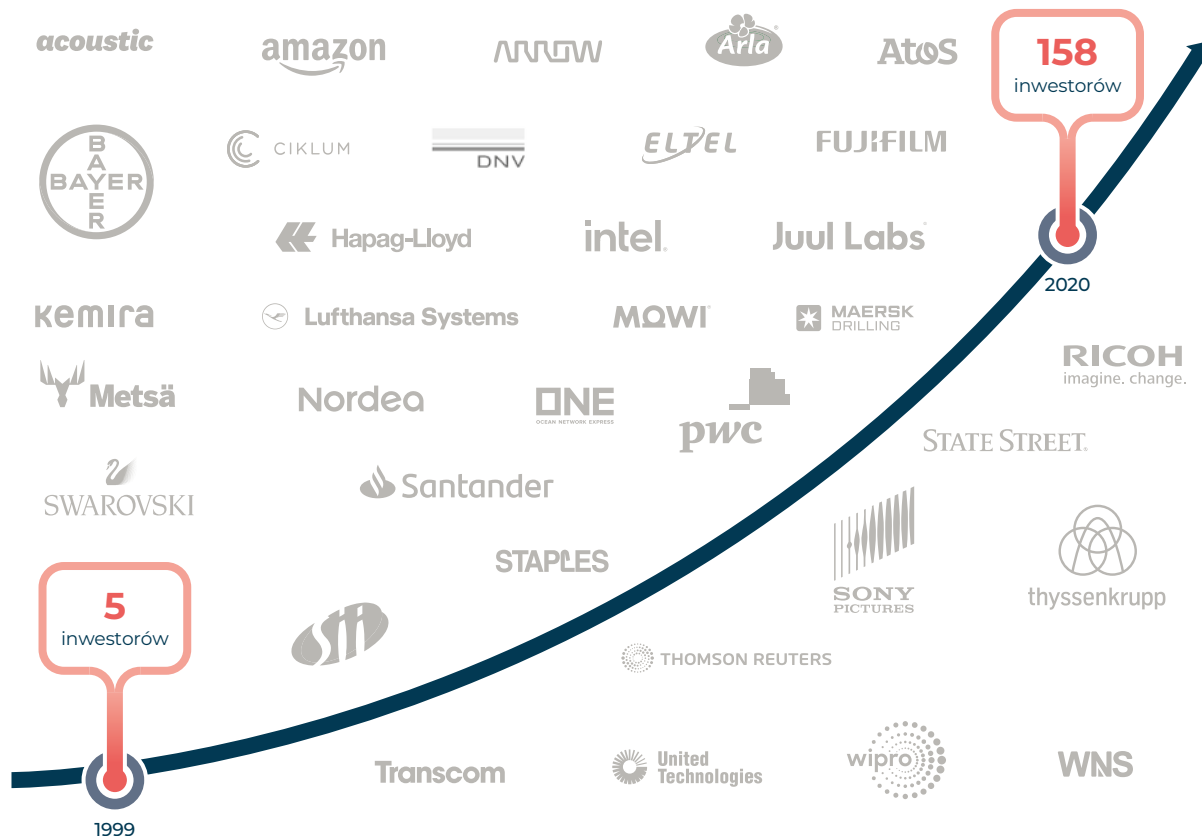 acoustic
amazon
ARROW
Arla
Atos
158
inwestorów
BAYER
BAYER
CIKLUM
DNV
ELTEL
FUJIFILM
Hapag-Lloyd
intel.
Juul Labs
2020
Kemira
Lufthansa Systems
MOWI
MAERSK
DRILLING
RICOH
imagine. change.
Metsä
Nordea
ONE
OCEAN NETWORK EXPRESS
pwc
STATE STREET.
SWAROVSKI
Santander
STAPLES
SONY
PICTURES
thyssenkrupp
5
inwestorów
sii
THOMSON REUTERS
Transcom
United
Technologies
wipro
WNS
1999